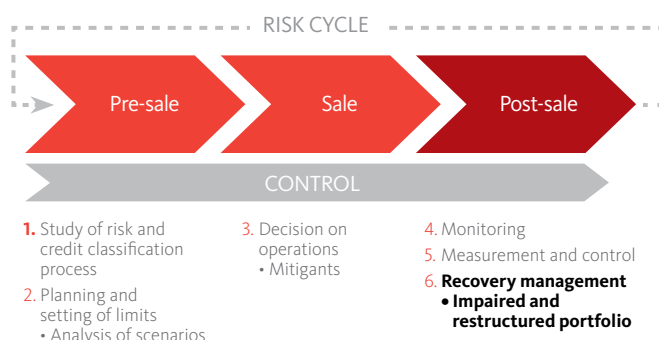 RISK CYCLE
Pre-sale
Sale
Post-sale
CONTROL
1. Study of risk and
credit classification
process
2. Planning and
setting of limits
• Analysis of scenarios
3. Decision on
operations
• Mitigants
4. Monitoring
5. Measurement and control
6. Recovery management
• Impaired and
restructured portfolio